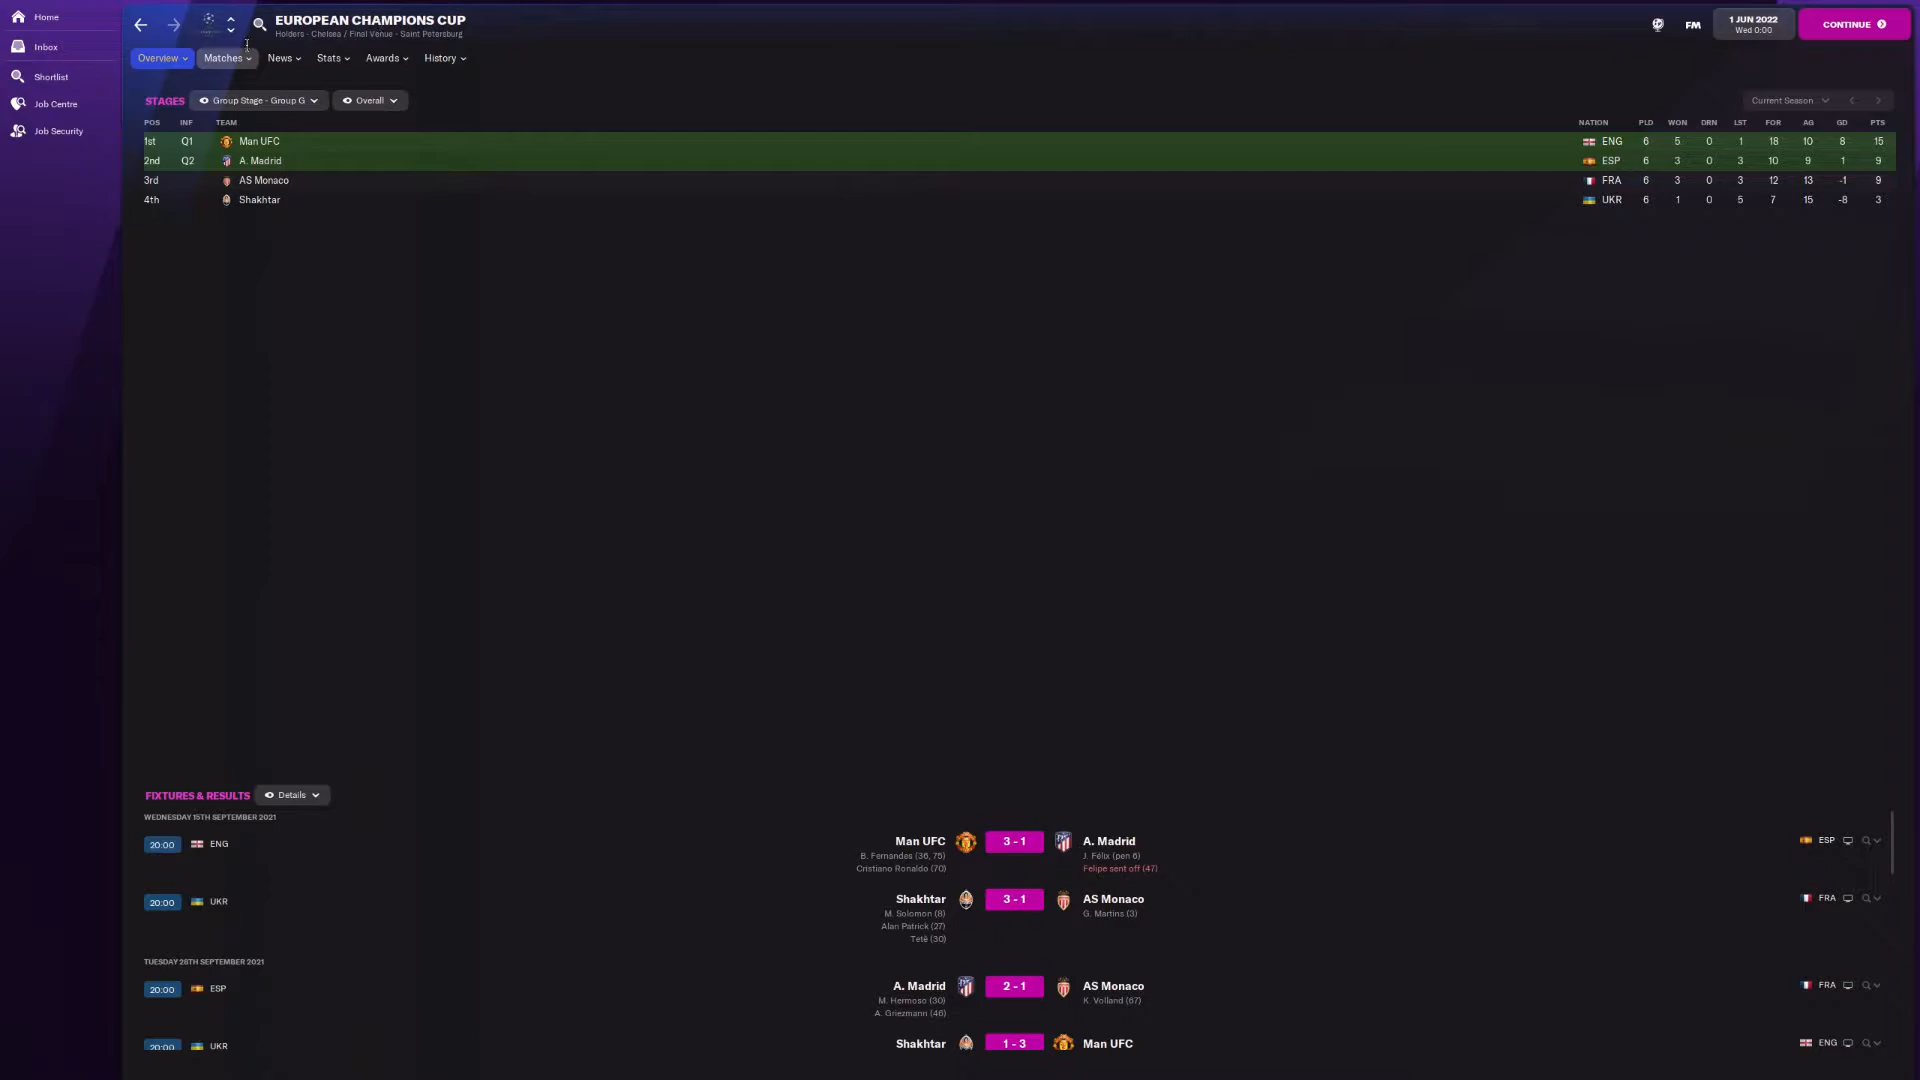 Home
Inbox
Shortlist
Job Centre
Job Security
EUROPEAN CHAMPIONS CUP
Holders - Chelsea / Final Venue - Saint Petersburg
FM
1 JUN 2022
Wed 0:00
CONTINUE
Overview
Matches
News
Stats
Awards
History
STAGES
Group Stage - Group G
Overall
Current Season...
POS INF TEAM NATION PLD WON DRN LST FOR AG GD PTS
1st Q1 Man UFC ENG 6 5 0 1 18 10 8 15
2nd Q2 A. Madrid ESP 6 3 0 3 10 9 1 9
3rd AS Monaco FRA 6 3 0 3 12 13 -1 9
4th Shakhtar UKR 6 1 0 5 7 15 -8 3
FIXTURES & RESULTS Details
WEDNESDAY 15TH SEPTEMBER 2021
20:00 ENG Man UFC 3 - 1 A. Madrid ESP
B. Fernandes (36, 75) J. Félix (pen 6)
Cristiano Ronaldo (70) Felipe sent off (47)
20:00 UKR Shakhtar 3 - 1 AS Monaco FRA
M. Solomon (8) G. Martins (3)
Alan Patrick (27)
Tetê (30)
TUESDAY 28TH SEPTEMBER 2021
20:00 ESP A. Madrid 2 - 1 AS Monaco FRA
M. Hermoso (30) K. Volland (67)
A. Griezmann (46)
20:00 UKR Shakhtar 1 - 3 Man UFC ENG